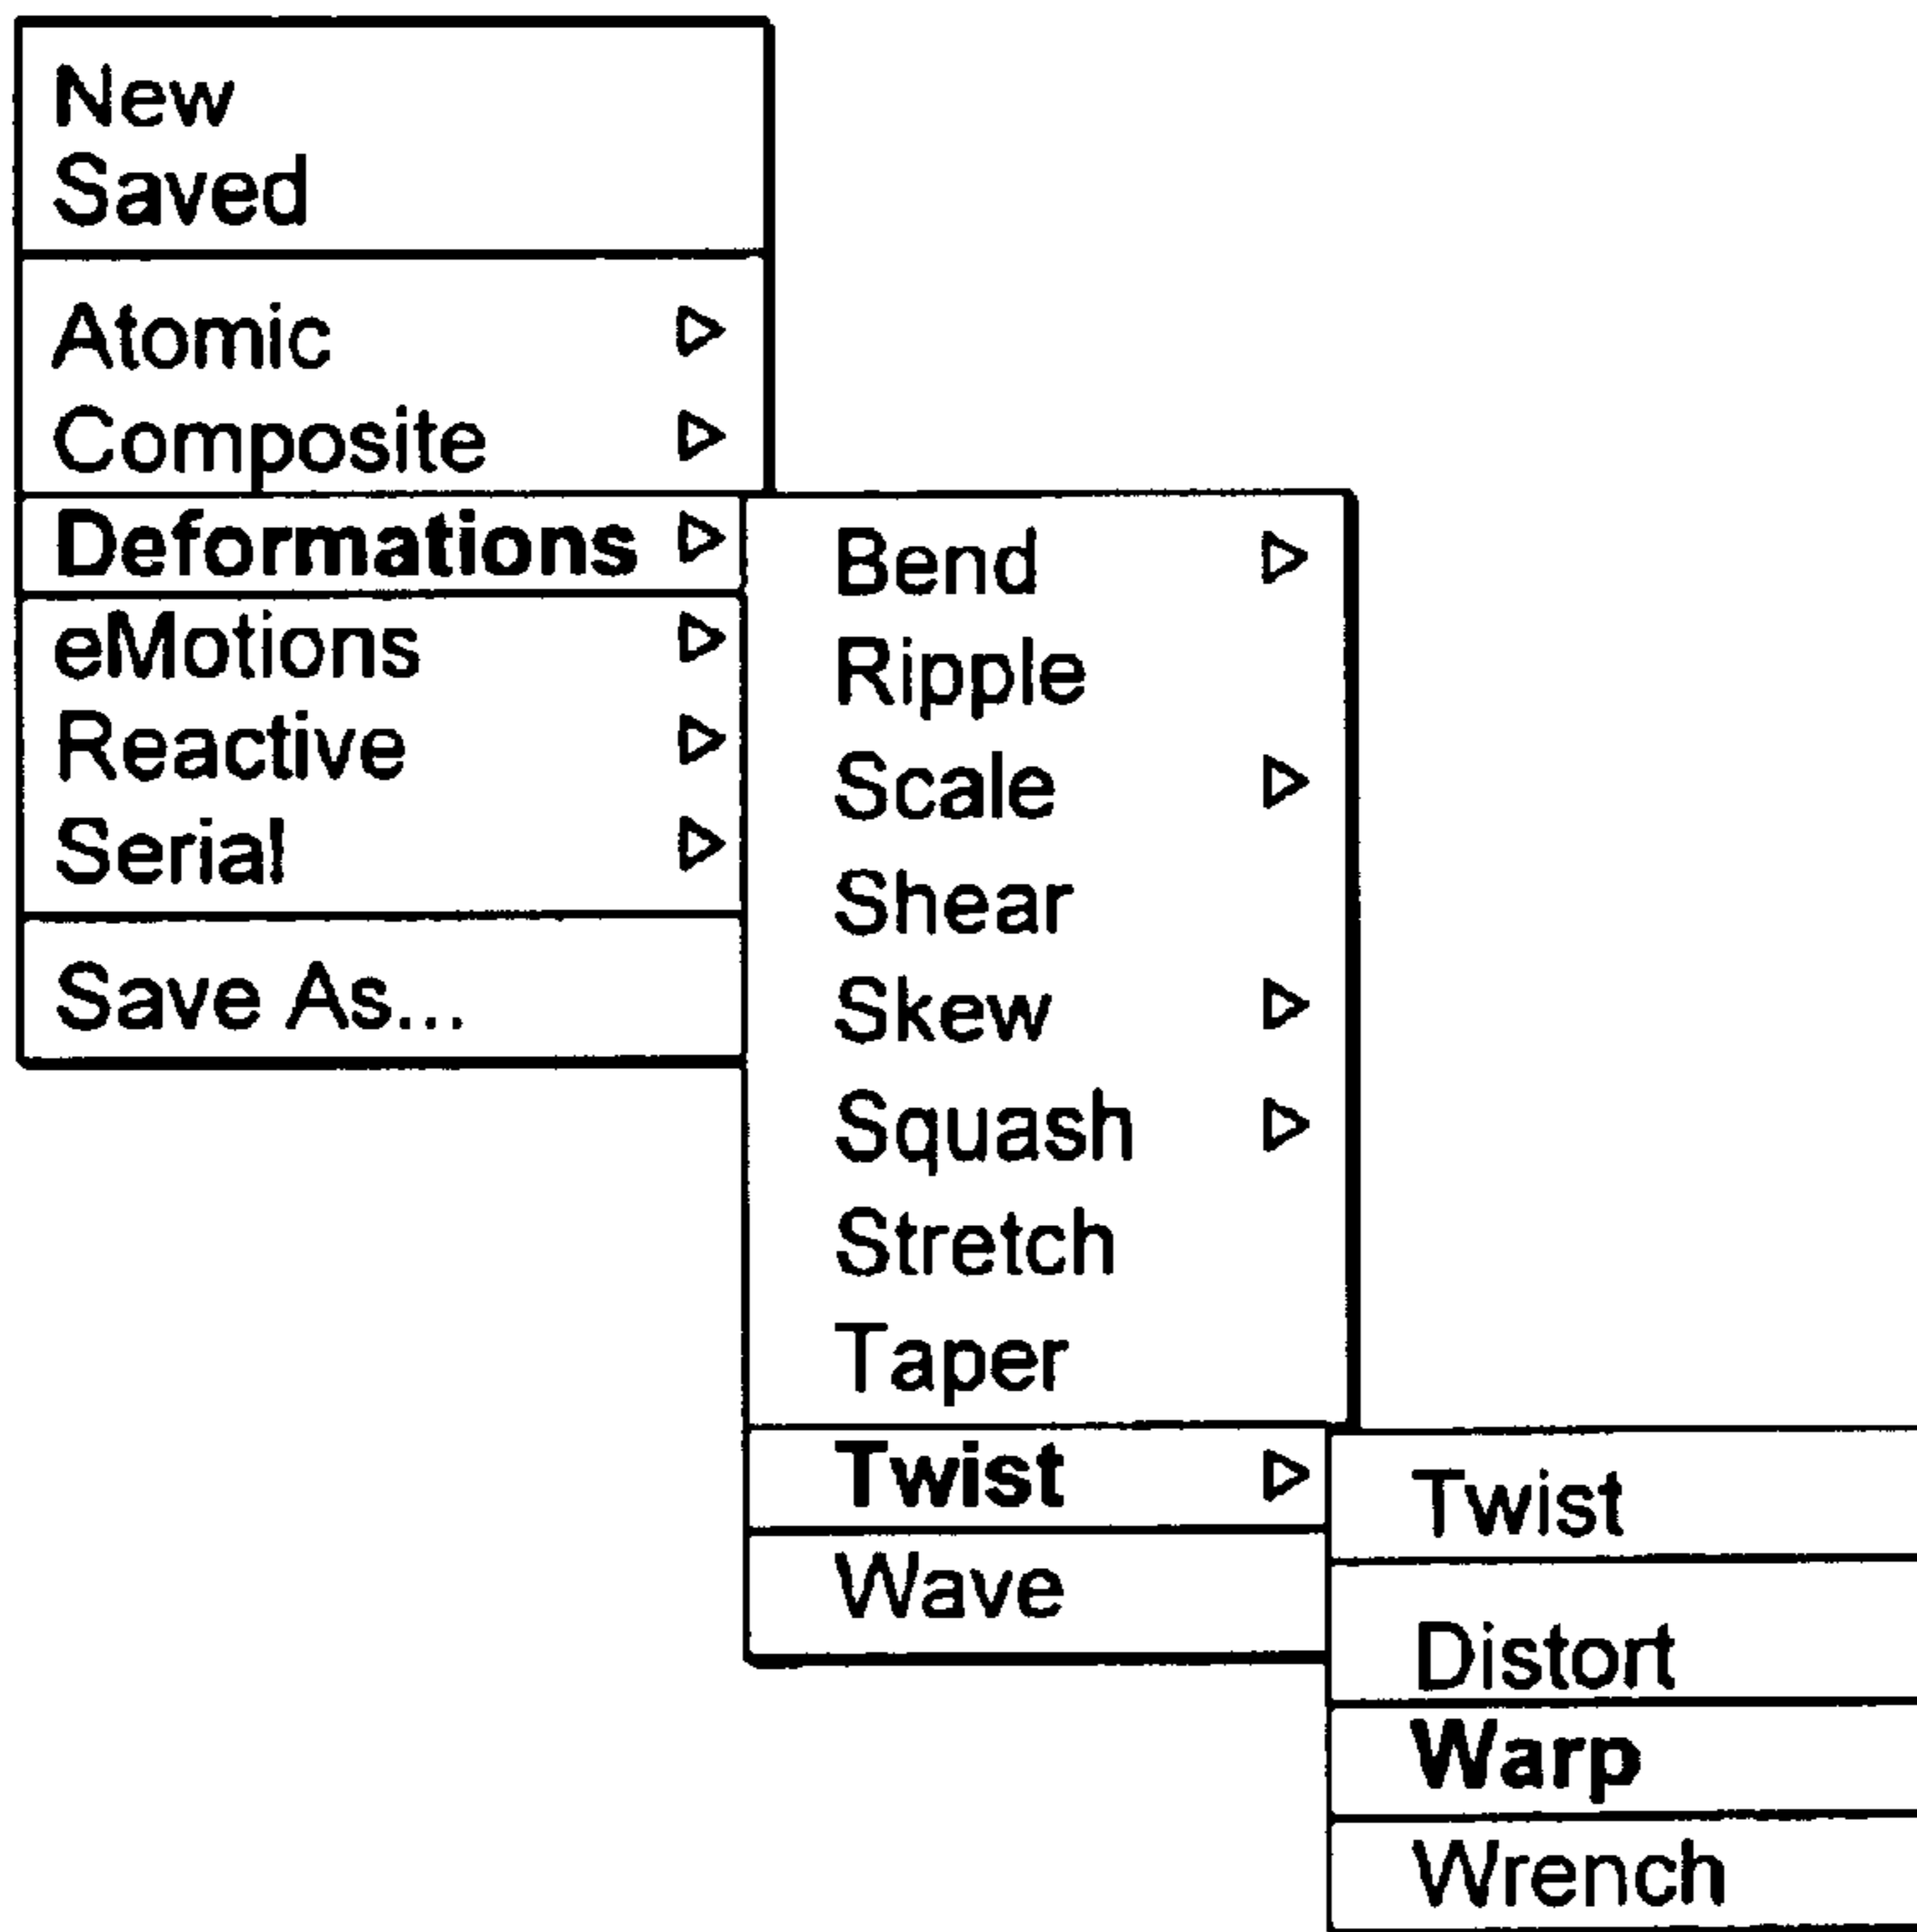 New
Saved
Atomic
Composite
Deformations
eMotions
Reactive
Serial
Save As...
Bend
Ripple
Scale
Shear
Skew
Squash
Stretch
Taper
Twist
Wave
Twist
Distort
Warp
Wrench